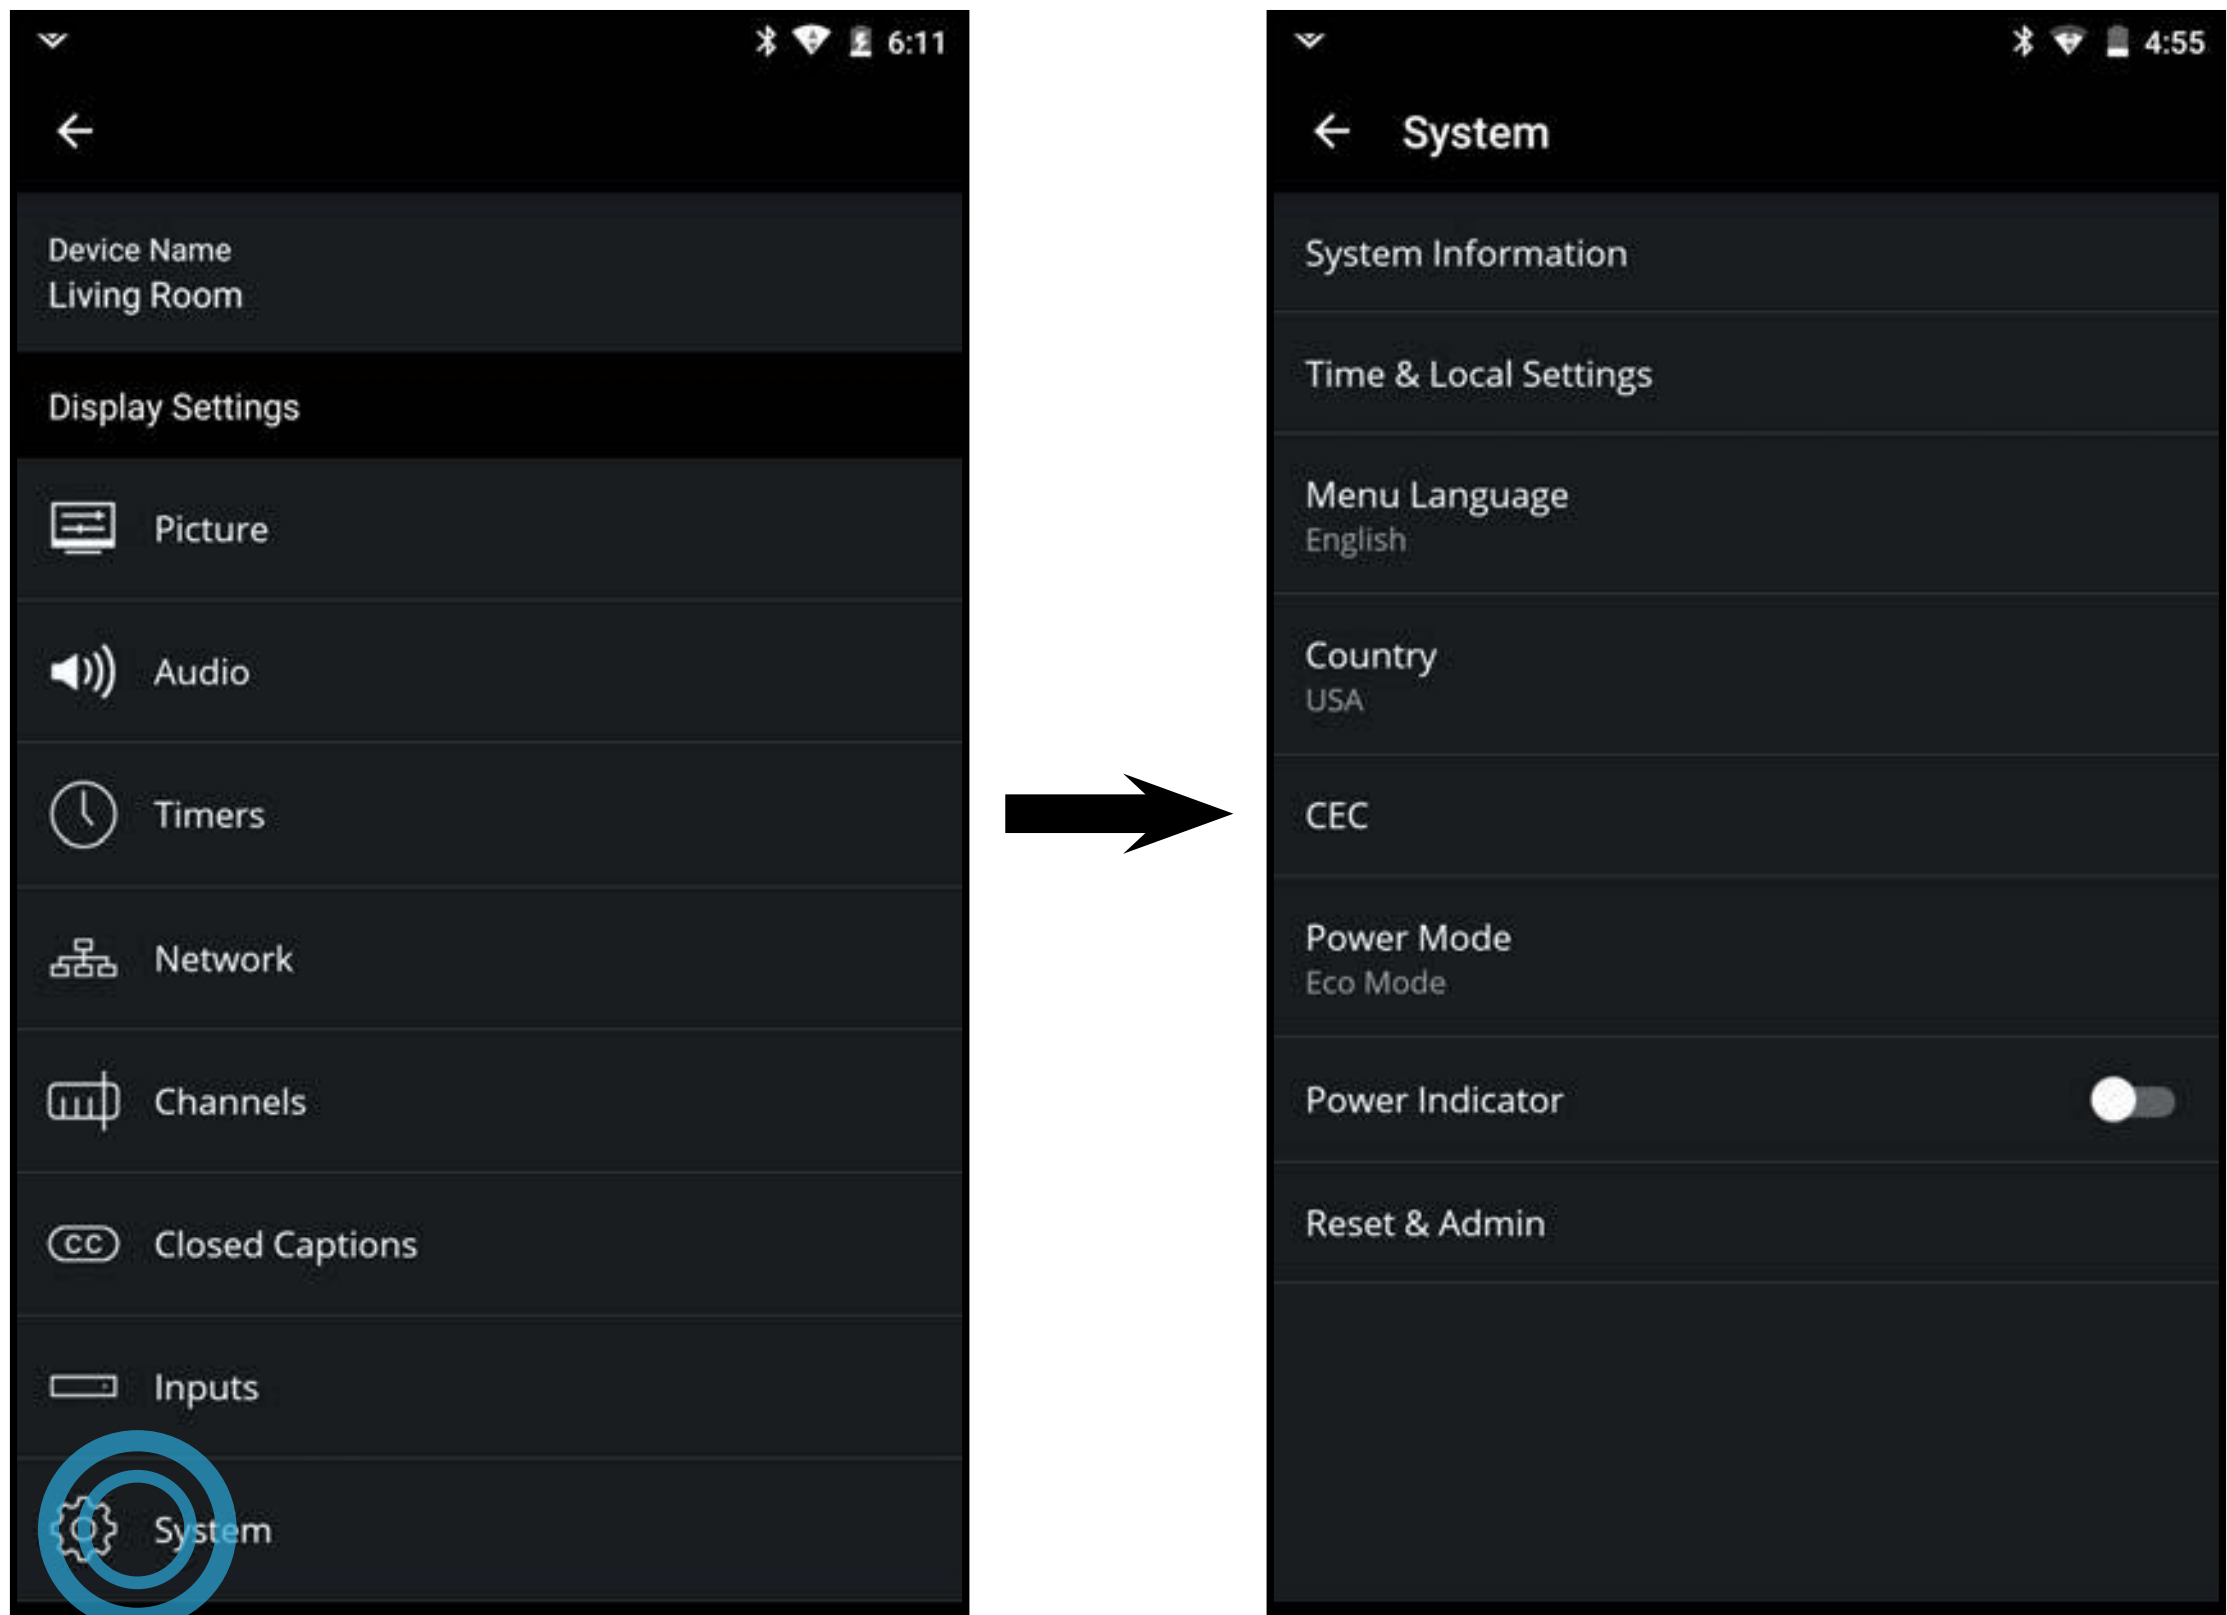 6:11
Device Name
Living Room
Display Settings
Picture
Audio
Timers
Network
Channels
CC Closed Captions
Inputs
System
4:55
System
System Information
Time & Local Settings
Menu Language
English
Country
USA
CEC
Power Mode
Eco Mode
Power Indicator
Reset & Admin